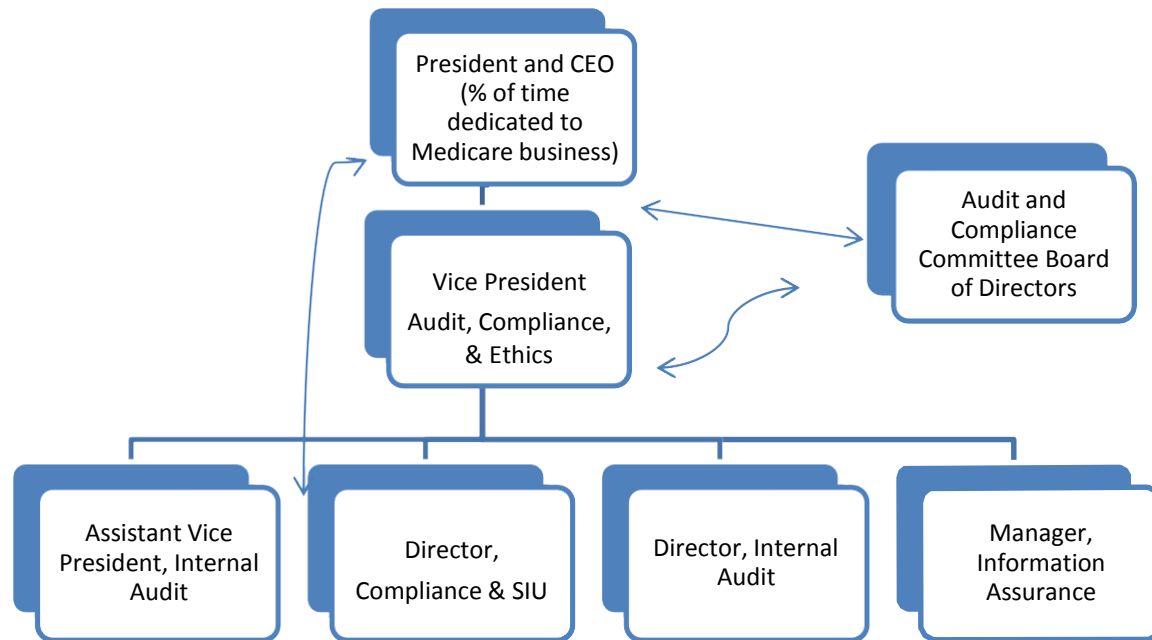 President and CEO
(% of time
dedicated to
Medicare business)
Audit and
Compliance
Committee Board
of Directors
Vice President
Audit, Compliance,
& Ethics
Assistant Vice
President, Internal
Audit
Director,
Compliance & SIU
Director, Internal
Audit
Manager,
Information
Assurance